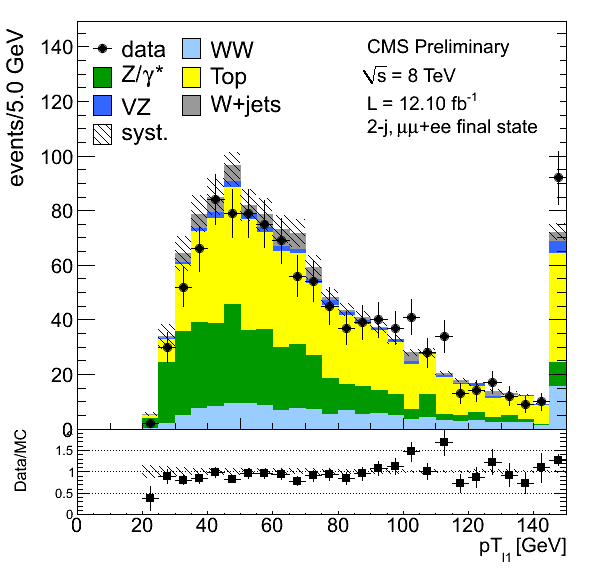 events/5.0 GeV
140
120
100
80
60
40
20
0
data
Z/γ*
VZ
syst.
WW
Top
W+jets
CMS Preliminary
√s = 8 TeV
L = 12.10 fb⁻¹
2-j, μμ+ee final state
Data/MC
2
1.5
1
0.5
0
0 20 40 60 80 100 120 140
pT_l1 [GeV]